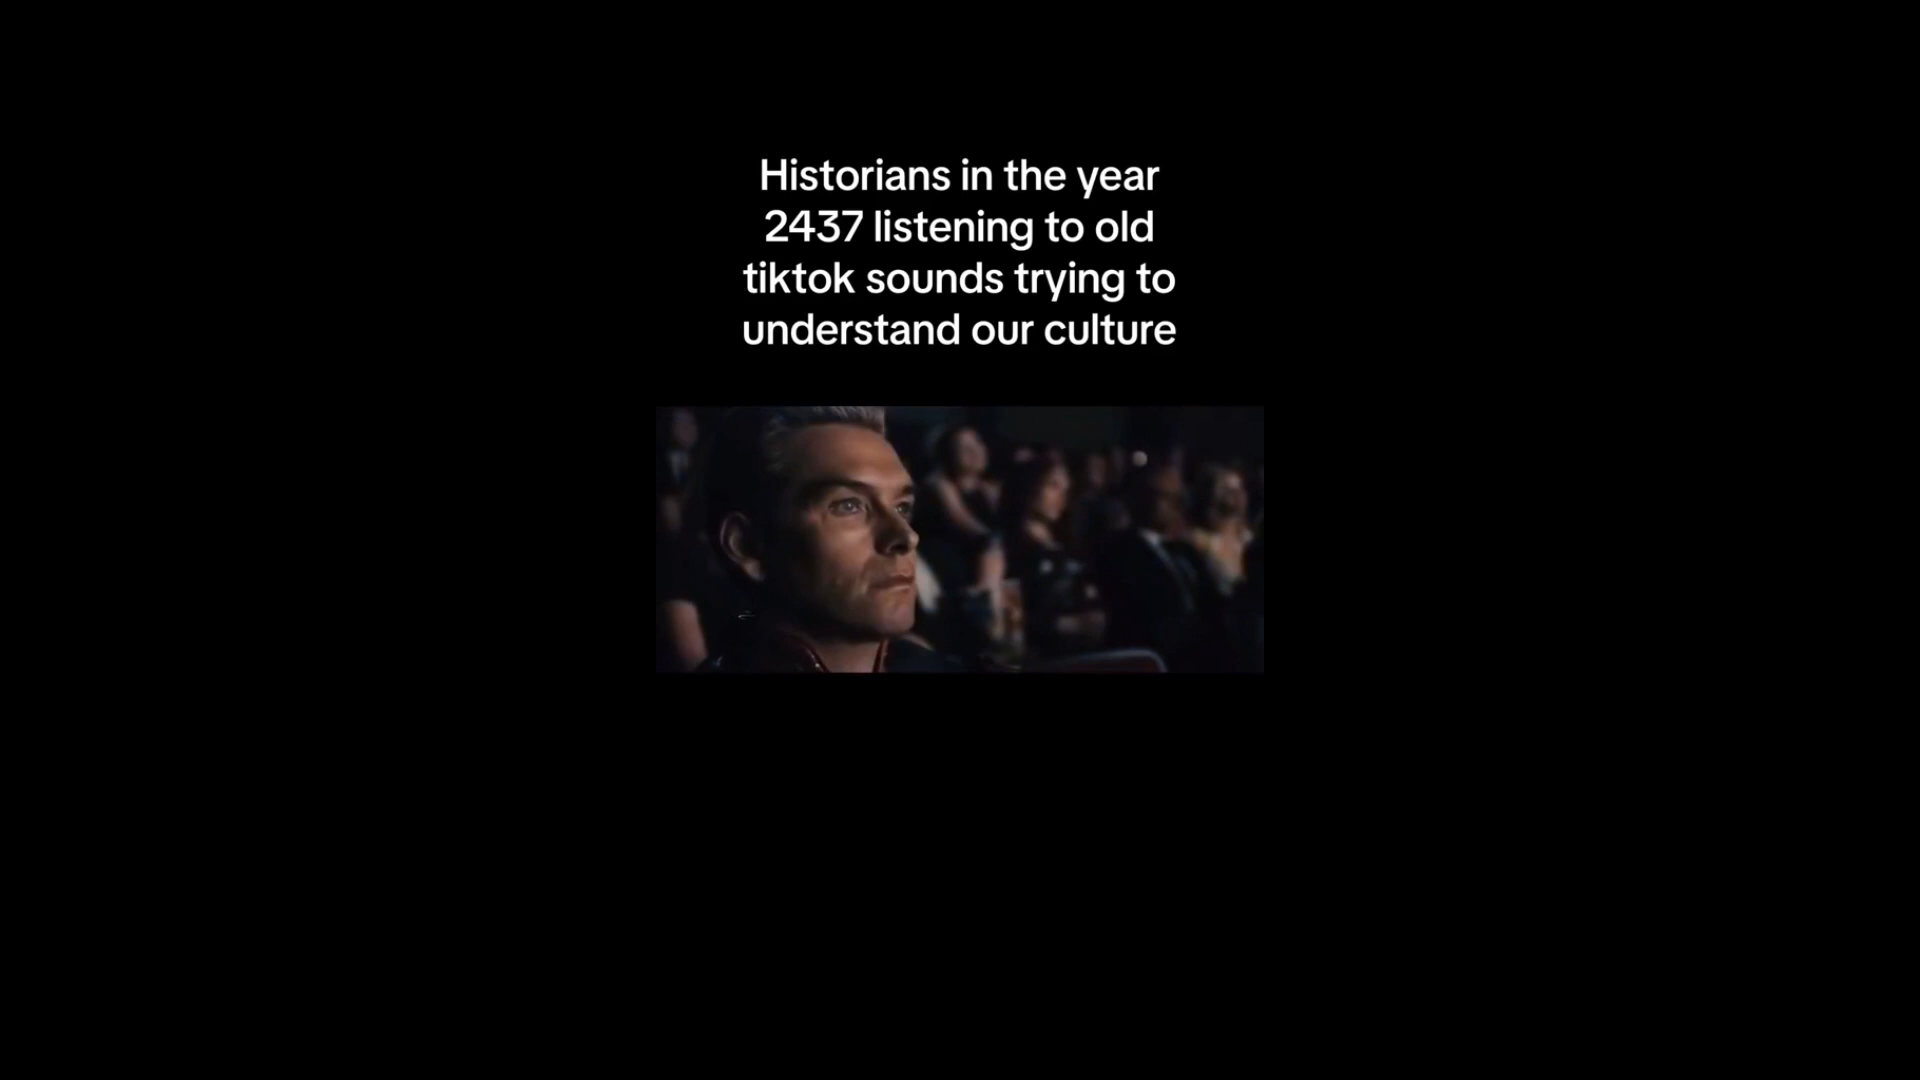 Historians in the year
2437 listening to old
tiktok sounds trying to
understand our culture